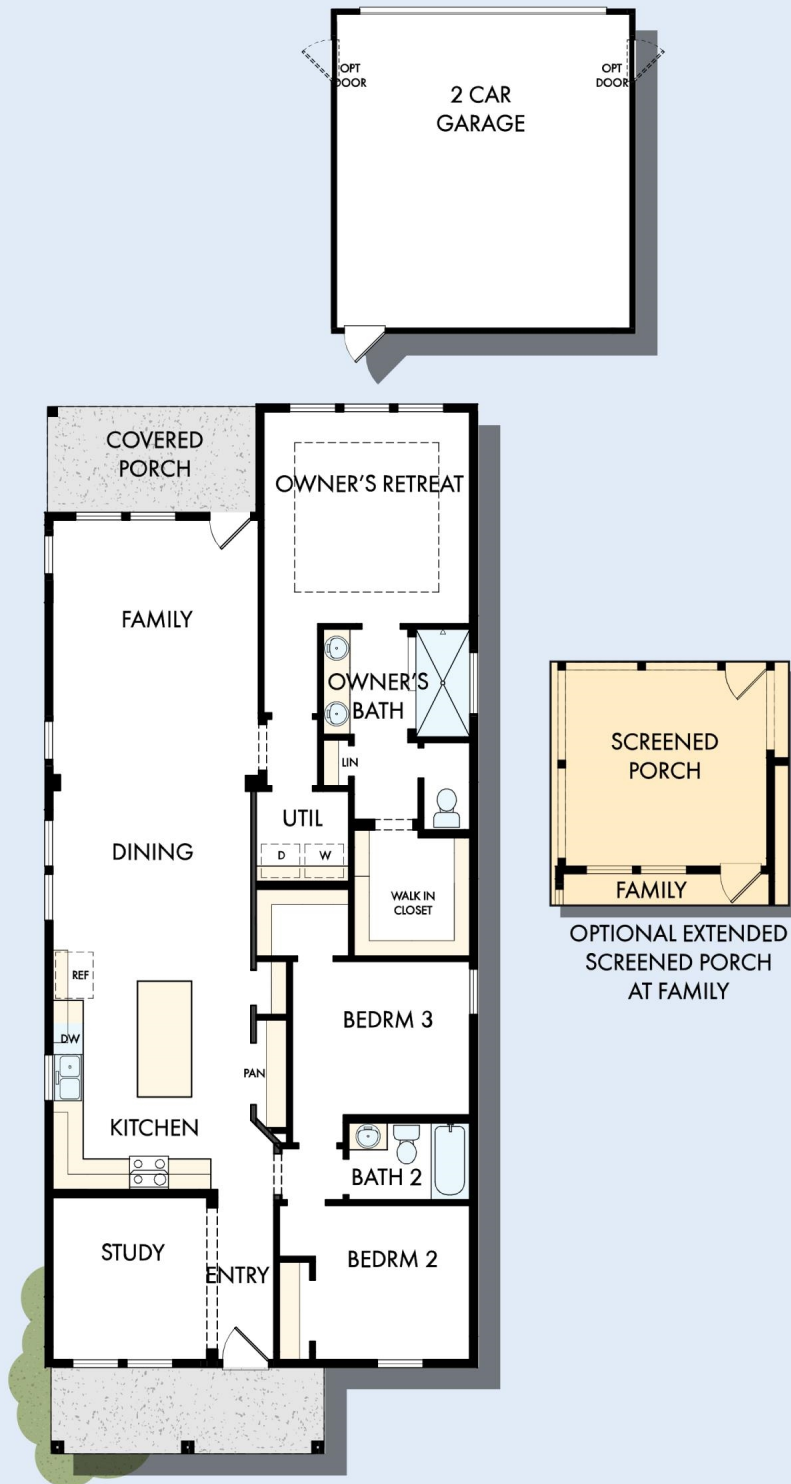 OPT
DOOR
OPT
DOOR
2 CAR
GARAGE
COVERED
PORCH
OWNER'S RETREAT
FAMILY
OWNER'S
BATH
LIN
SCREENED
PORCH
UTIL
D
W
DINING
WALK IN
CLOSET
FAMILY
OPTIONAL EXTENDED
SCREENED PORCH
AT FAMILY
REF
BEDRM 3
DW
PAN
KITCHEN
BATH 2
STUDY
ENTRY
BEDRM 2